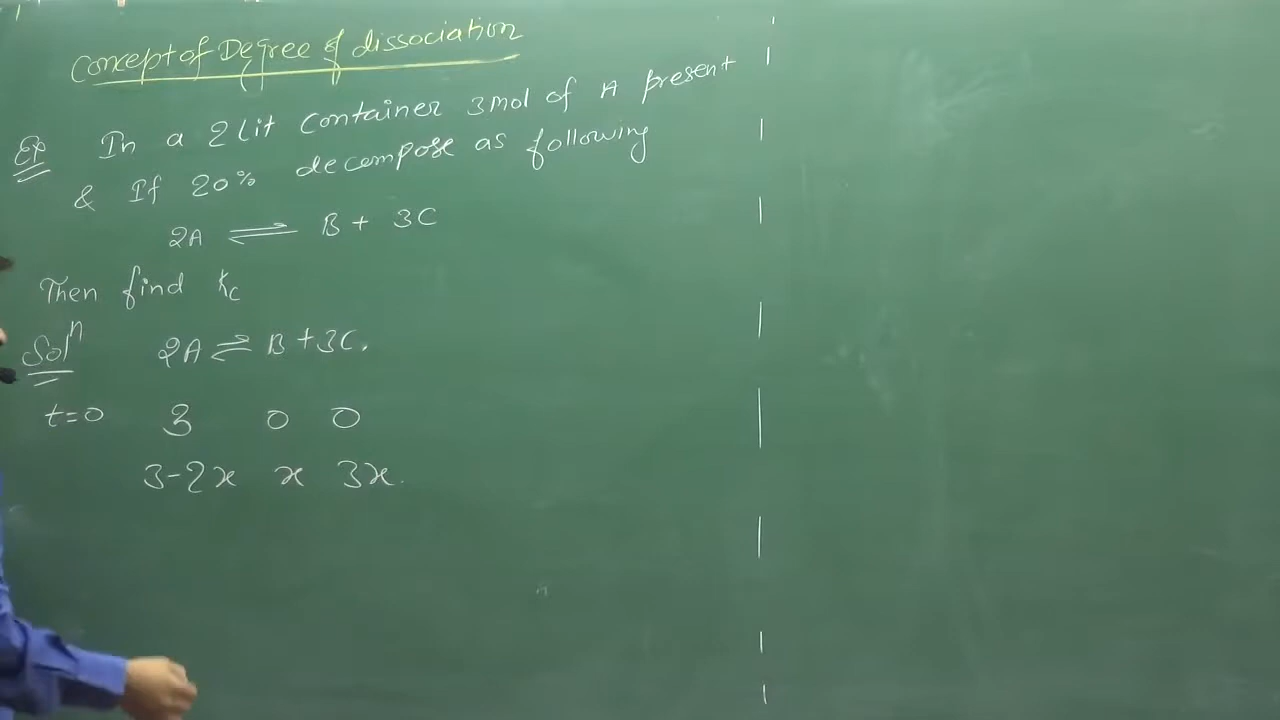 Concept of Degree of dissociation
Ex In a 2 lit container 3 mol of A present
& If 20% decompose as following
2A ⇌ B + 3C
Then find Kc
Solⁿ 2A ⇌ B + 3C.
t=0 3 0 0
3-2x x 3x.